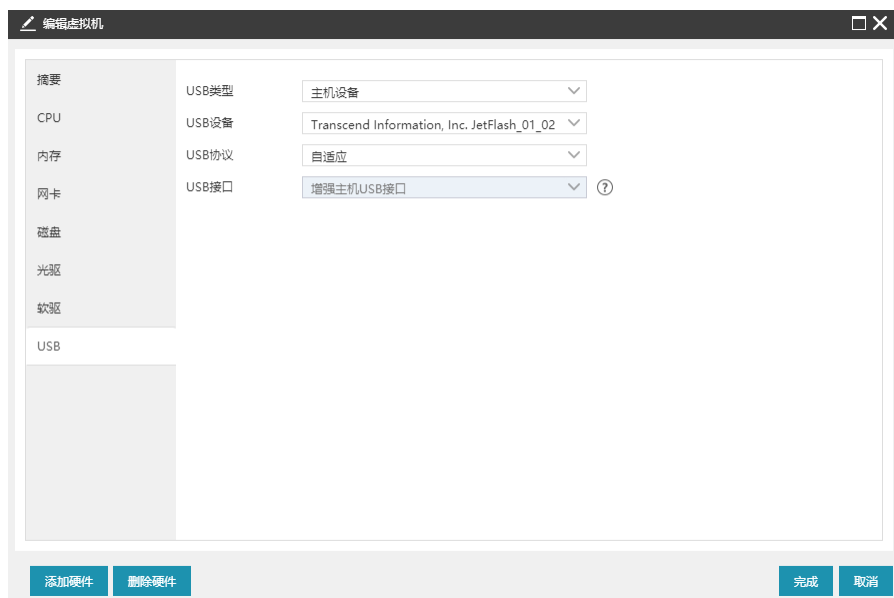 编辑虚拟机
摘要
CPU
内存
网卡
磁盘
光驱
软驱
USB
USB类型 主机设备
USB设备 Transcend Information, Inc. JetFlash_01_02
USB协议 自适应
USB接口 增强主机USB接口 ?
添加硬件 删除硬件 完成 取消